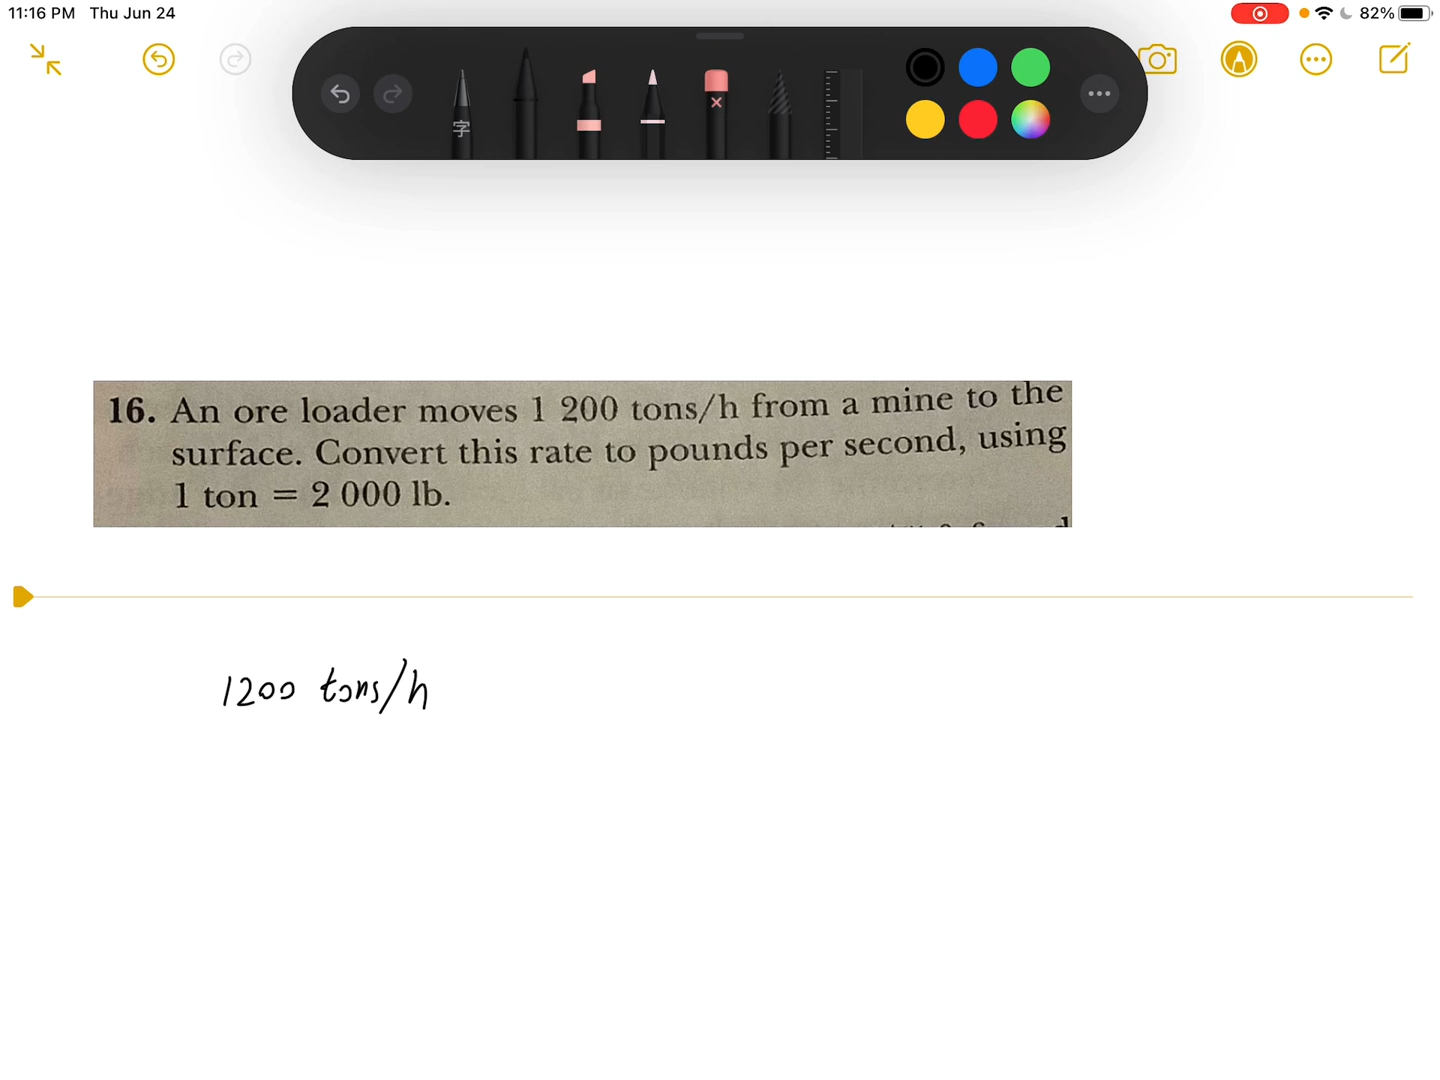 11:16 PM Thu Jun 24
82%
字
16. An ore loader moves 1 200 tons/h from a mine to the
surface. Convert this rate to pounds per second, using
1 ton = 2 000 lb.
1200 tons/h